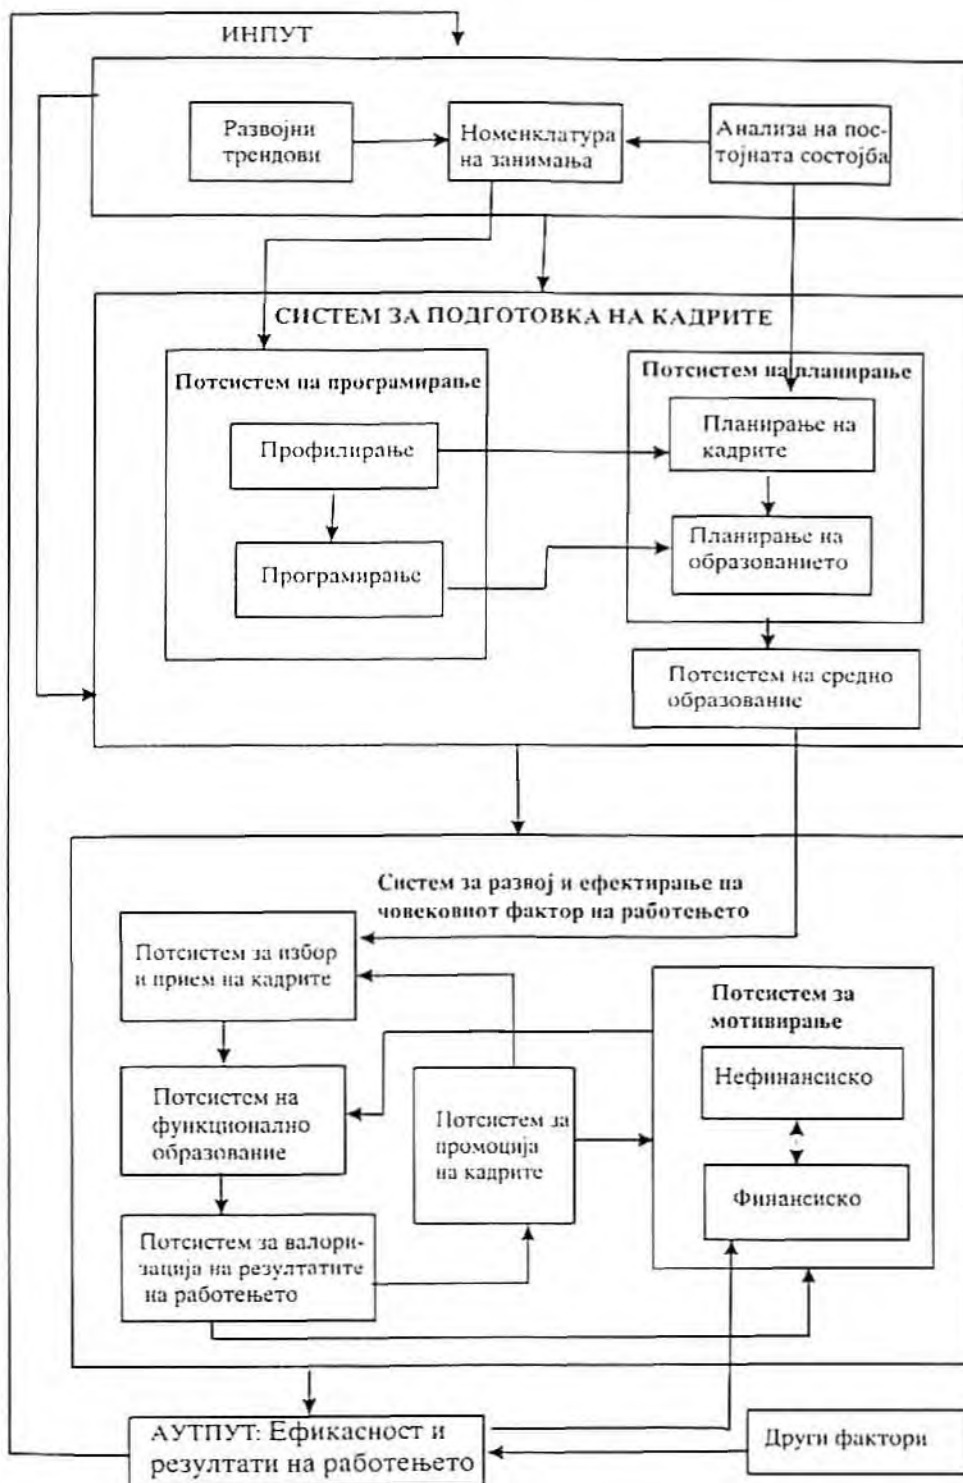 ИНПУТ
Развојни
трендови
Номенклатура
на занимања
Анализа на пос-
тојната состојба
СИСТЕМ ЗА ПОДГОТОВКА НА КАДРИТЕ
Потсистем на програмирање
Профилирање
Програмирање
Потсистем на планирање
Планирање на
кадрите
Планирање на
образованието
Потсистем на средно
образование
Систем за развој и ефектирање на
човековиот фактор на работењето
Потсистем за избор
и прием на кадрите
Потсистем на
функционално
образование
Потсистем за валори-
зација на резултатите
на работењето
Потсистем за
промоција
на кадрите
Потсистем за
мотивирање
Нефинансиско
Финансиско
АУТПУТ: Ефикасност и
резултати на работењето
Други фактори